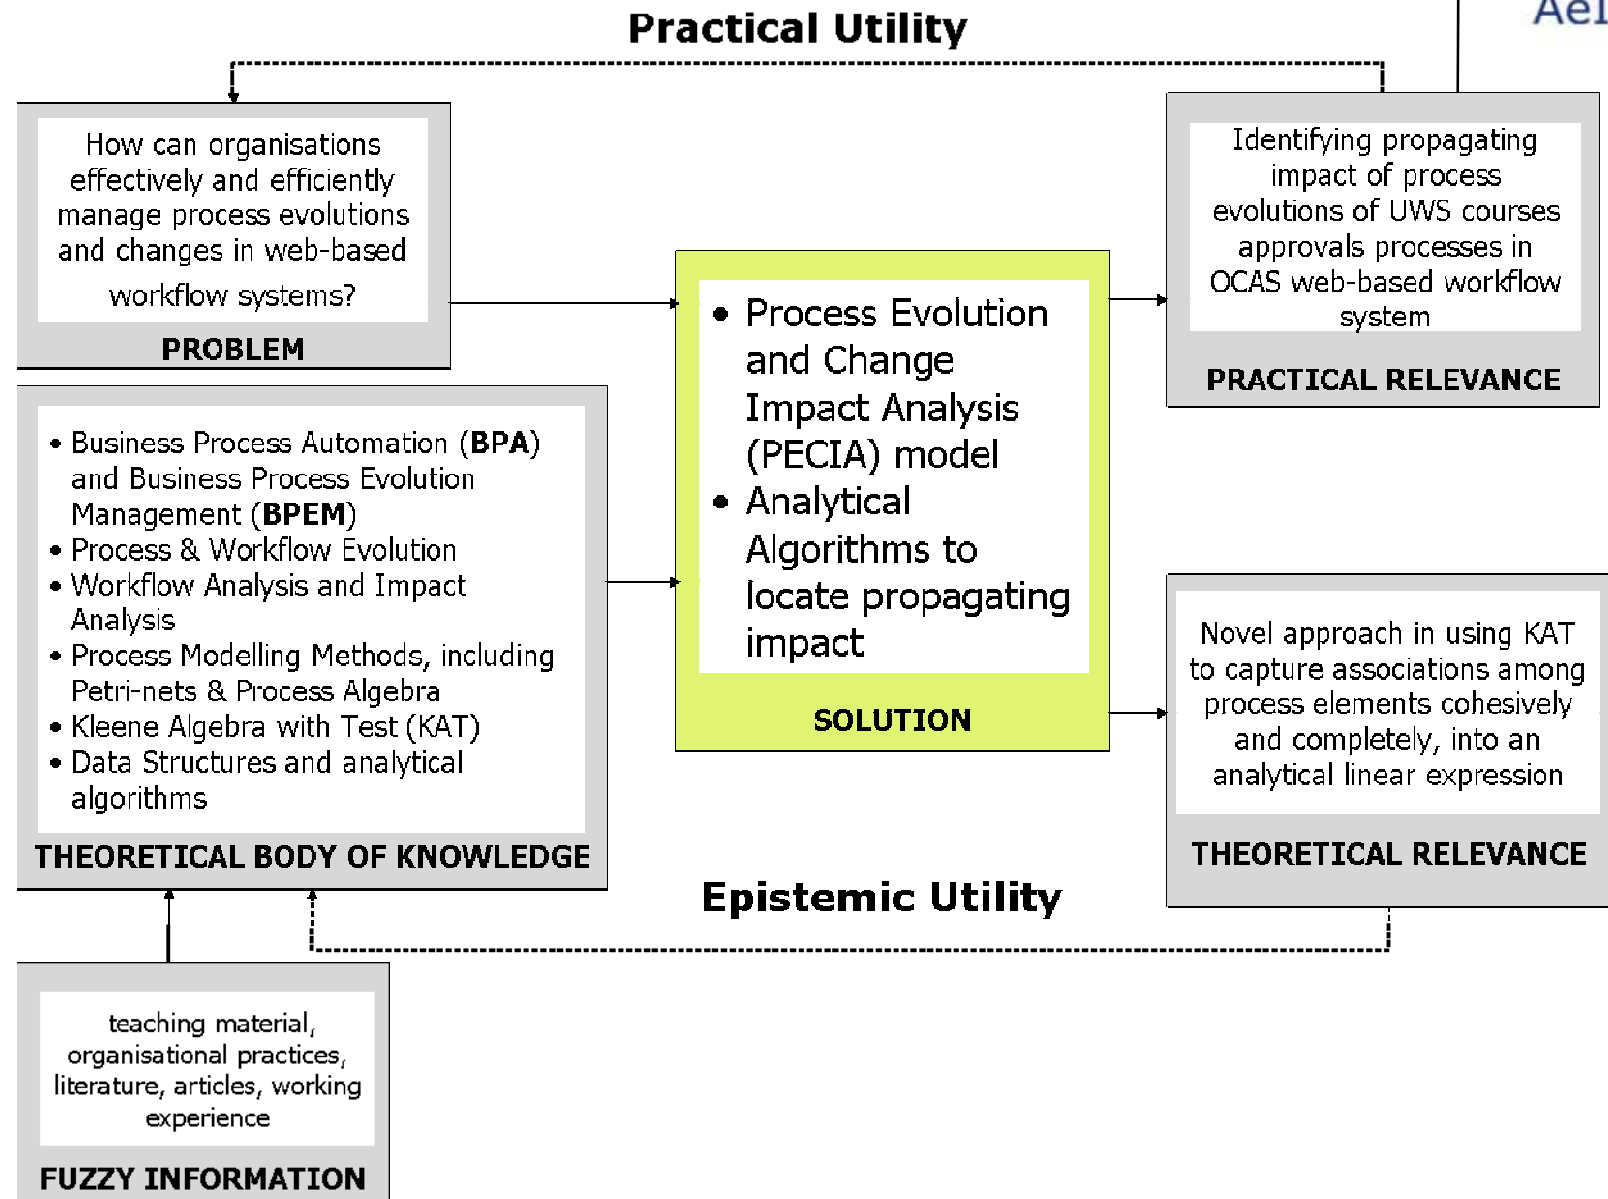 AeI
Practical Utility
How can organisations
effectively and efficiently
manage process evolutions
and changes in web-based
workflow systems?
PROBLEM
Identifying propagating
impact of process
evolutions of UWS courses
approvals processes in
OCAS web-based workflow
system
PRACTICAL RELEVANCE
• Process Evolution
and Change
Impact Analysis
(PECIA) model
• Analytical
Algorithms to
locate propagating
impact
SOLUTION
• Business Process Automation (BPA)
and Business Process Evolution
Management (BPEM)
• Process & Workflow Evolution
• Workflow Analysis and Impact
Analysis
• Process Modelling Methods, including
Petri-nets & Process Algebra
• Kleene Algebra with Test (KAT)
• Data Structures and analytical
algorithms
THEORETICAL BODY OF KNOWLEDGE
Novel approach in using KAT
to capture associations among
process elements cohesively
and completely, into an
analytical linear expression
THEORETICAL RELEVANCE
Epistemic Utility
teaching material,
organisational practices,
literature, articles, working
experience
FUZZY INFORMATION